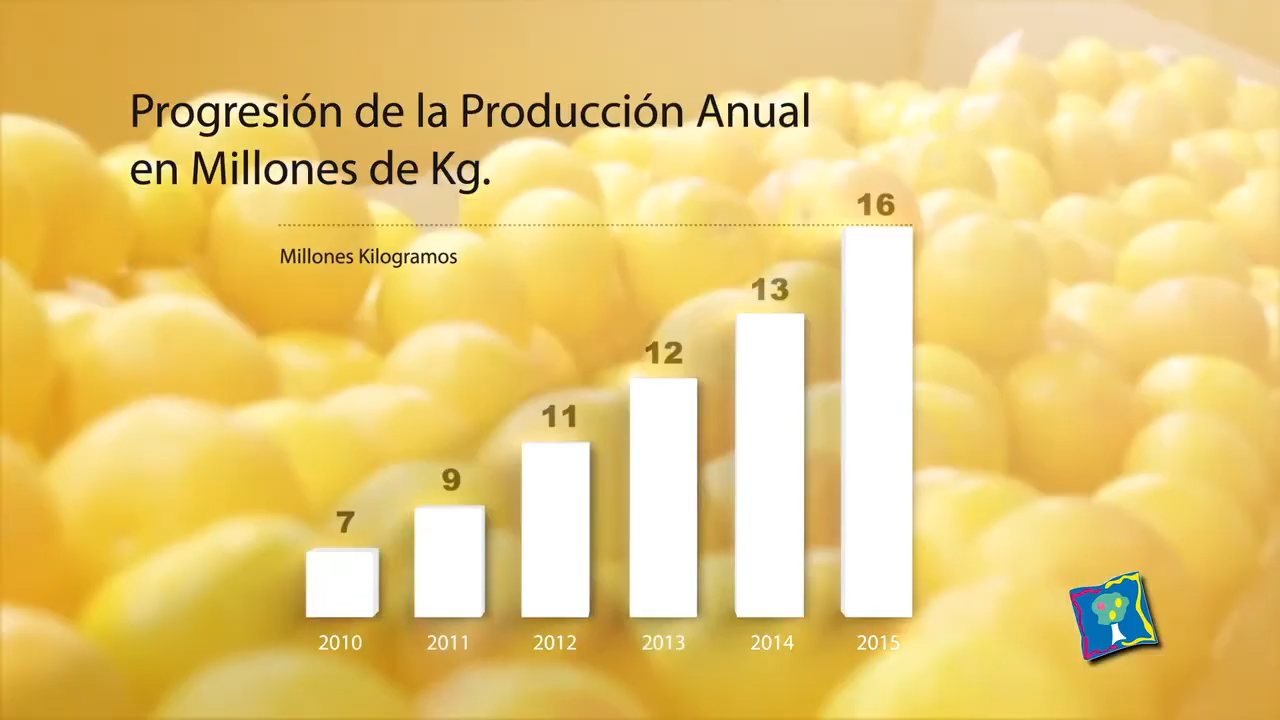 Progresión de la Producción Anual
en Millones de Kg.
16
Millones Kilogramos
13
12
11
9
7
2010 2011 2012 2013 2014 2015